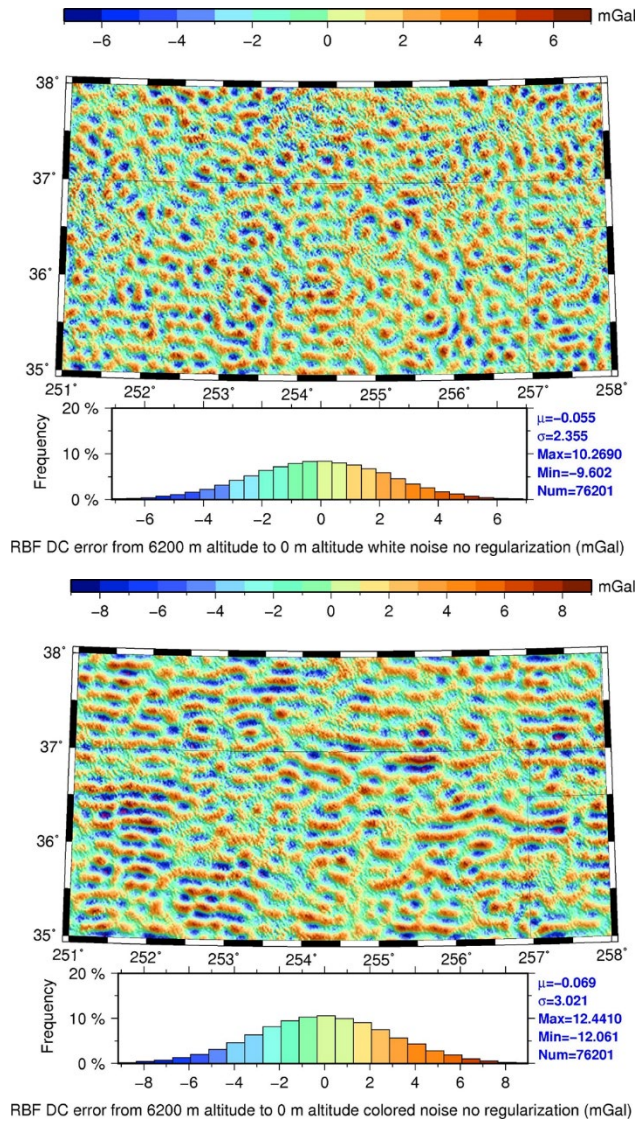 mGal
−6 −4 −2 0 2 4 6
38°
37°
36°
35°
251° 252° 253° 254° 255° 256° 257° 258°
20 %
10 %
0 %
Frequency
−6 −4 −2 0 2 4 6
μ=−0.055
σ=2.355
Max=10.2690
Min=−9.602
Num=76201
RBF DC error from 6200 m altitude to 0 m altitude white noise no regularization (mGal)
mGal
−8 −6 −4 −2 0 2 4 6 8
38°
37°
36°
35°
251° 252° 253° 254° 255° 256° 257° 258°
20 %
10 %
0 %
Frequency
−8 −6 −4 −2 0 2 4 6 8
μ=−0.069
σ=3.021
Max=12.4410
Min=−12.061
Num=76201
RBF DC error from 6200 m altitude to 0 m altitude colored noise no regularization (mGal)